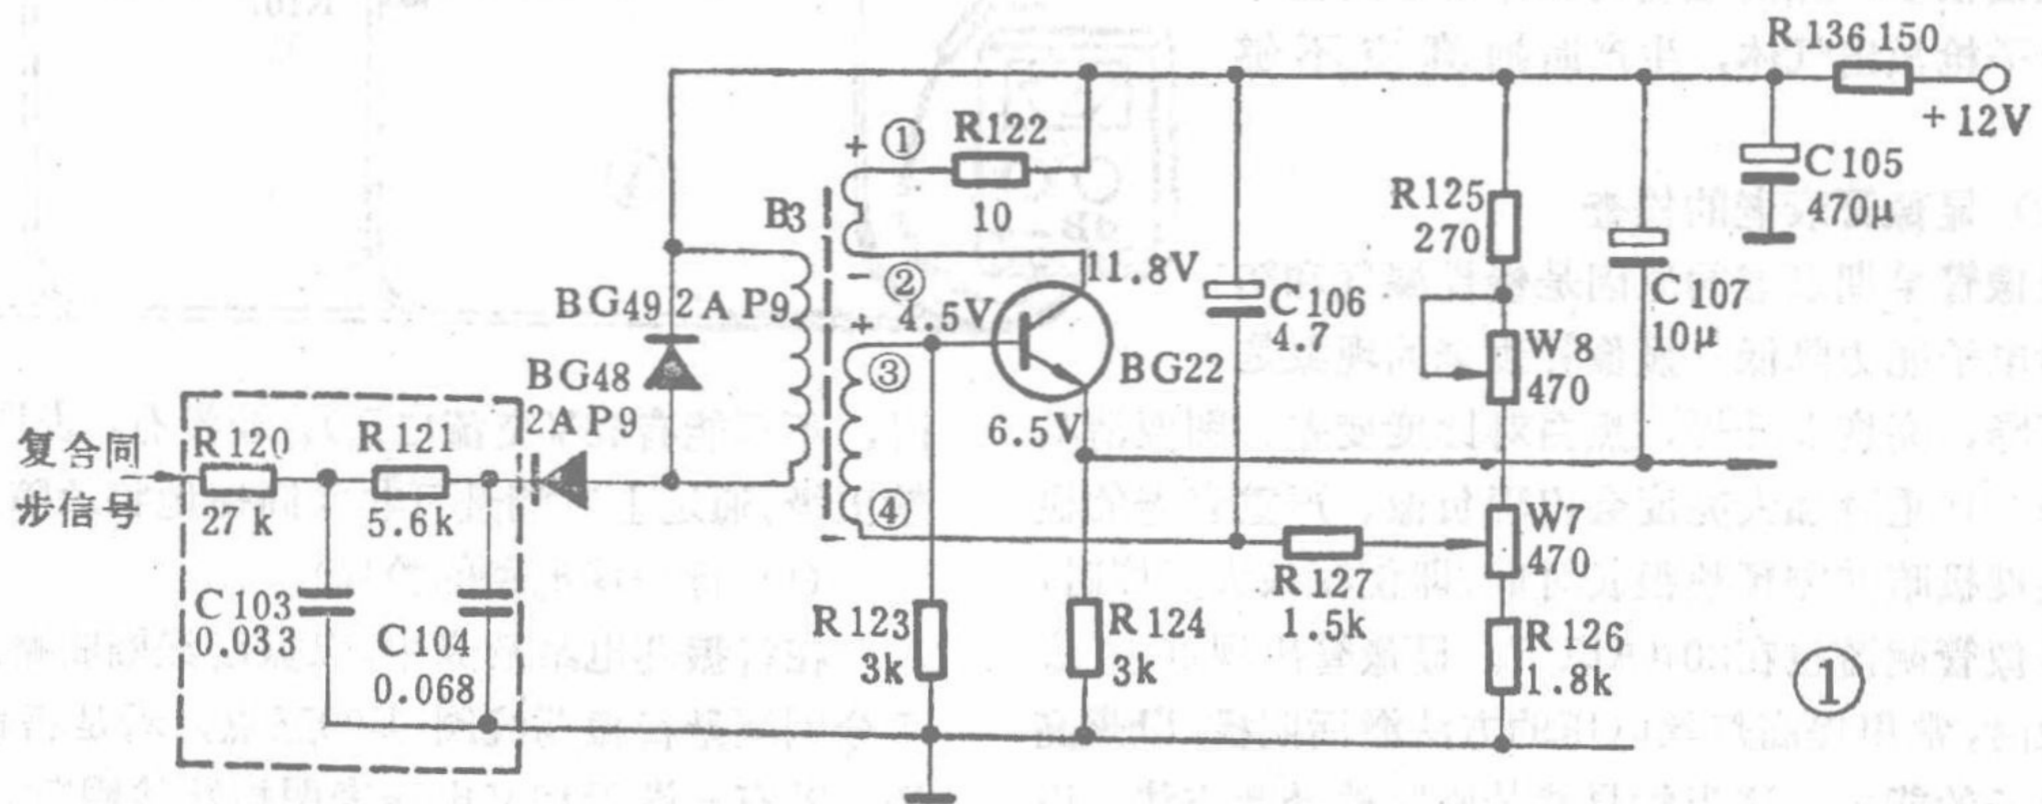 R136 150
+12V
C105
470μ
R125
270
C107
10μ
W8
470
C106
4.7
+ ① R122
10
B3
− ②
11.8V
4.5V
+
③
④
−
BG22
6.5V
BG49 2AP9
BG48
2AP9
复合同
步信号
R120
27k
R121
5.6k
C103
0.033
C104
0.068
R123
3k
R124
3k
R127
1.5k
W7
470
R126
1.8k
①